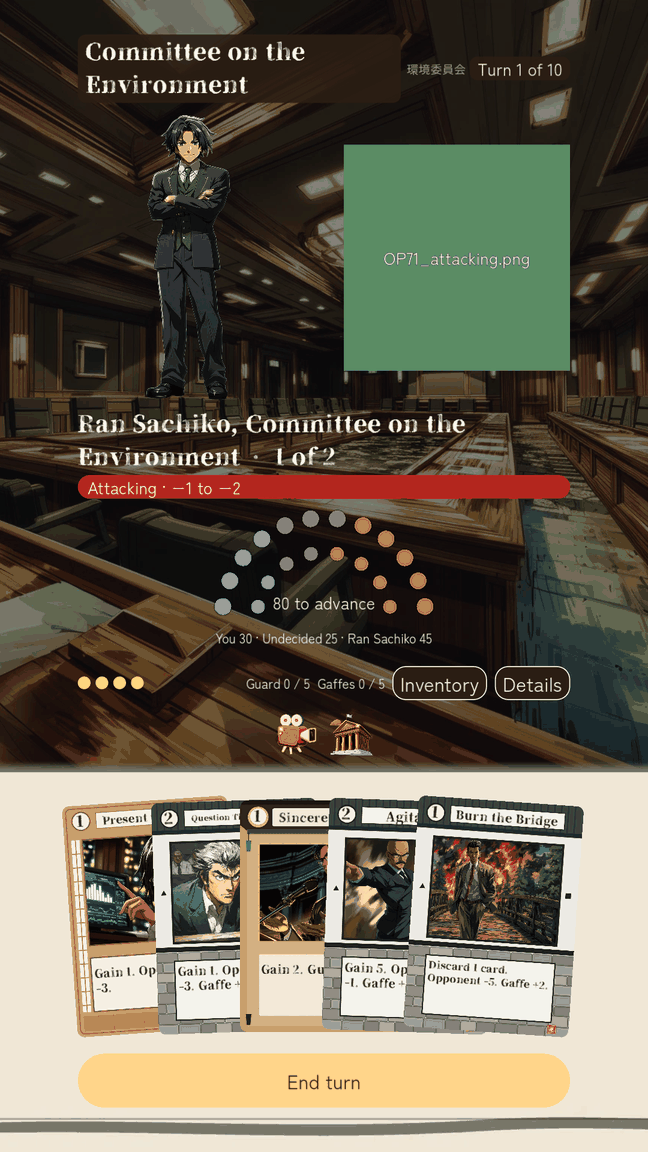 Committee on the
Environment
環境委員会
Turn 1 of 10
OP71_attacking.png
Ran Sachiko, Committee on the
Environment · 1 of 2
Attacking · −1 to −2
80 to advance
You 30 · Undecided 25 · Ran Sachiko 45
Guard 0 / 5 Gaffes 0 / 5
Inventory
Details
1 Present
Gain 1. Op
-3.
2 Question f
Gain 1. Op
-3. Gaffe +
1 Sincere
Gain 2. Gu
2 Agita
Gain 5. Op
-1. Gaffe +
1 Burn the Bridge
Discard 1 card.
Opponent -5. Gaffe +2.
End turn